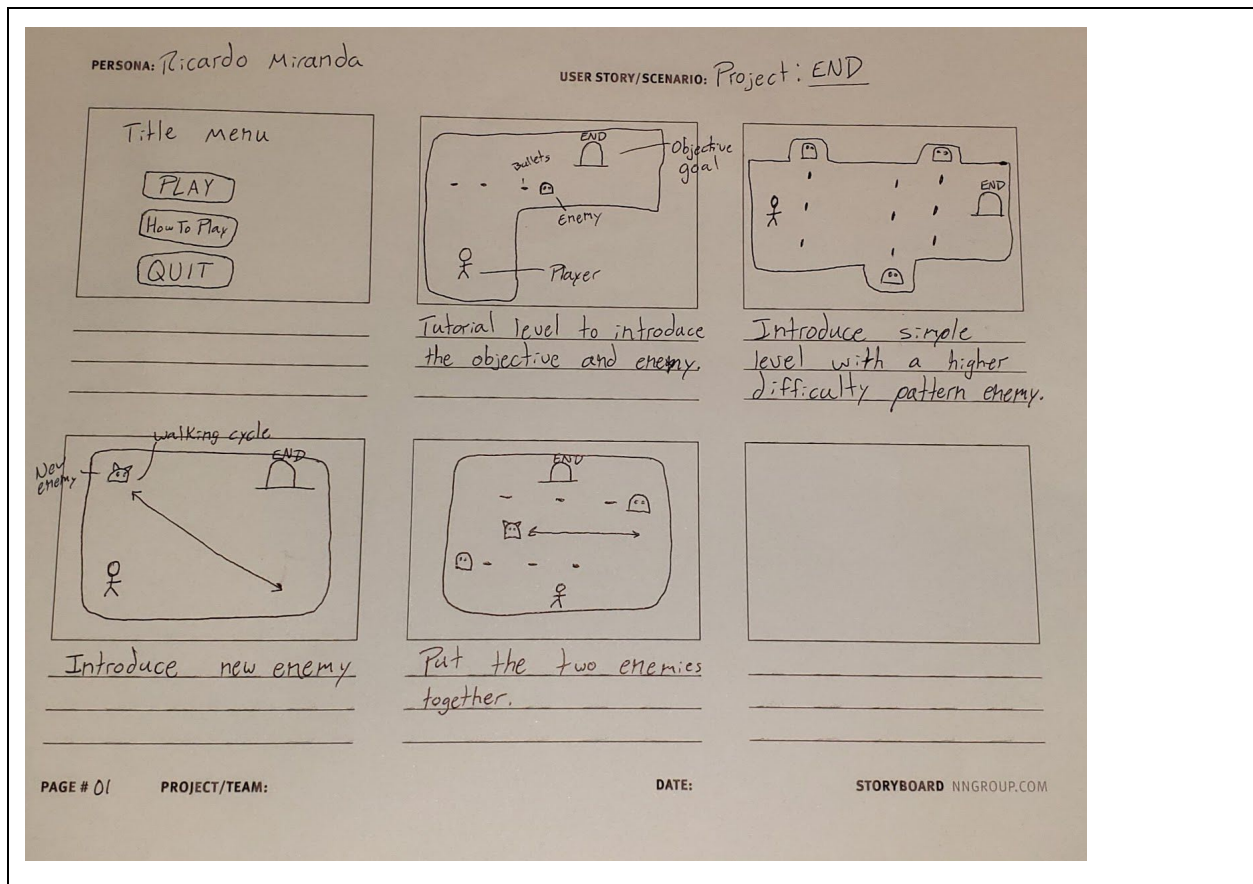 PERSONA: Ricardo Miranda
USER STORY/SCENARIO: Project: END
Title menu
PLAY
How To Play
QUIT
END
Objective
goal
Bullets
Enemy
Player
Tutorial level to introduce
the objective and enemy.
END
Introduce simple
level with a higher
difficulty pattern enemy.
walking cycle
New
enemy
END
Introduce new enemy
END
Put the two enemies
together.
PAGE # 01
PROJECT/TEAM:
DATE:
STORYBOARD NNGROUP.COM